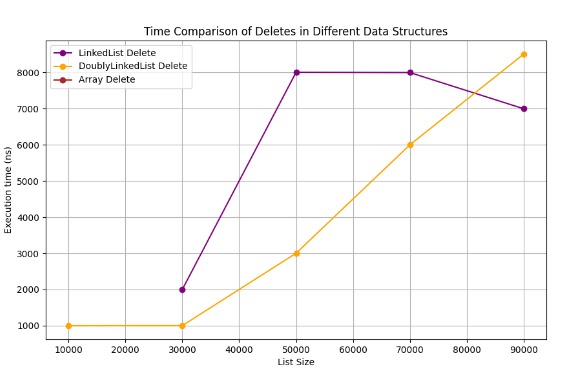 Time Comparison of Deletes in Different Data Structures
LinkedList Delete
DoublyLinkedList Delete
Array Delete
8000
7000
6000
5000
4000
3000
2000
1000
Execution time (ns)
10000 20000 30000 40000 50000 60000 70000 80000 90000
List Size